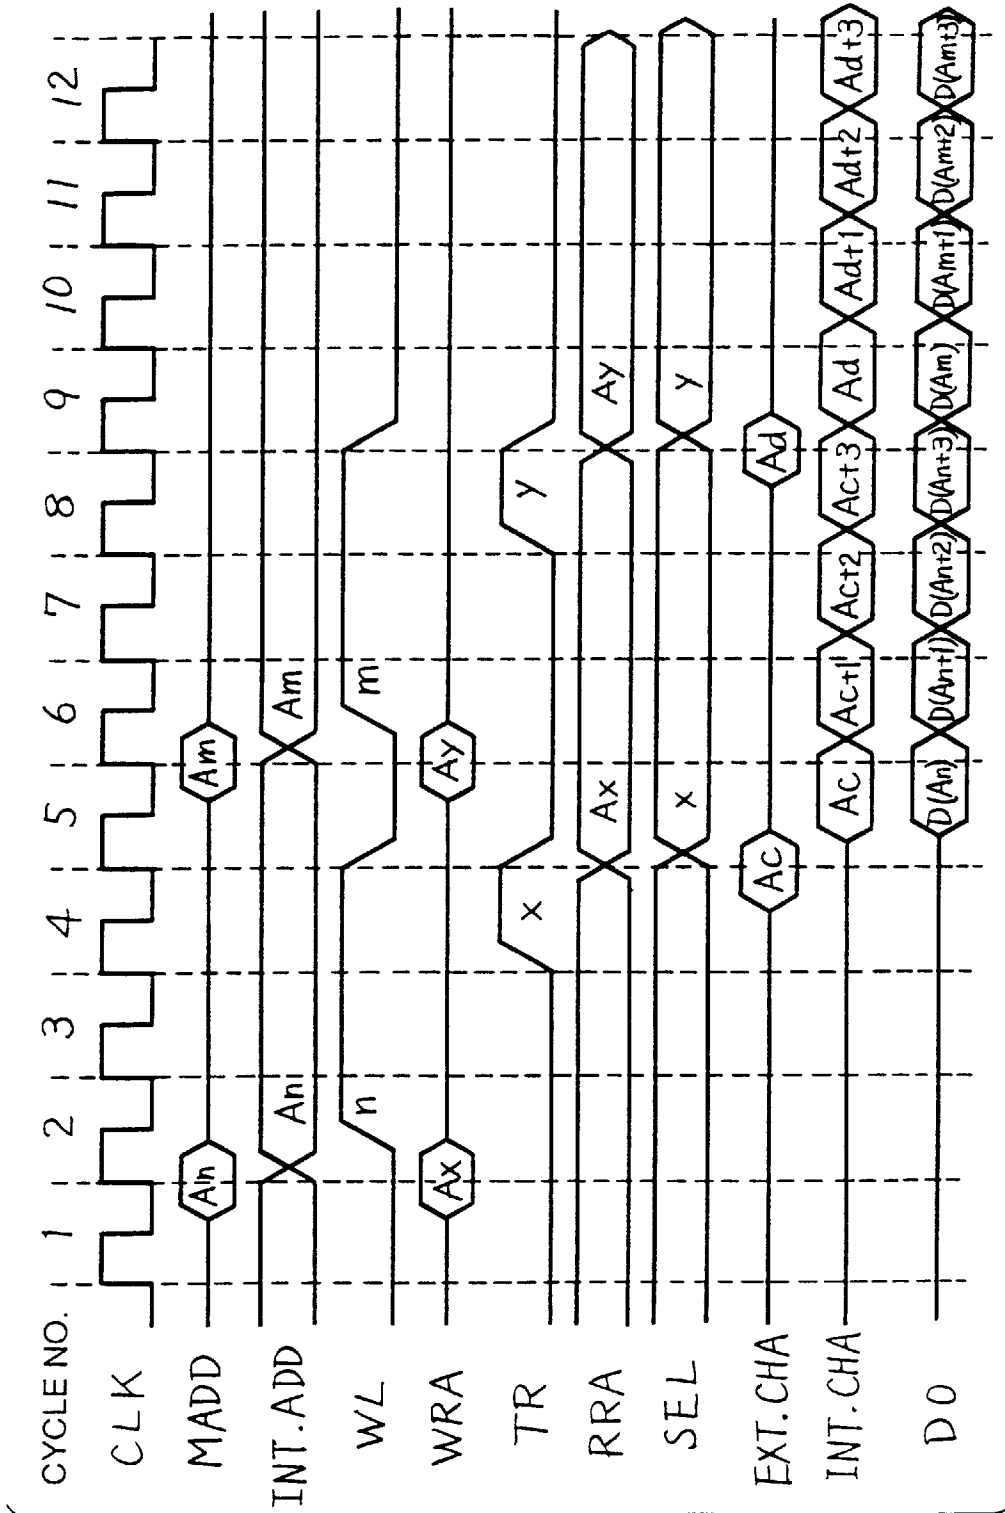 CYCLE NO. 1 2 3 4 5 6 7 8 9 10 11 12
CLK
MADD An Am
INT.ADD An Am
WL n m
WRA Ax Ay
TR x y
RRA Ax Ay
SEL x y
EXT.CHA Ac Ad
INT.CHA Ac Ac+1 Ac+2 Ac+3 Ad Ad+1 Ad+2 Ad+3
DO D(An) D(An+1) D(An+2) D(An+3) D(Am) D(Am+1) D(Am+2) D(Am+3)